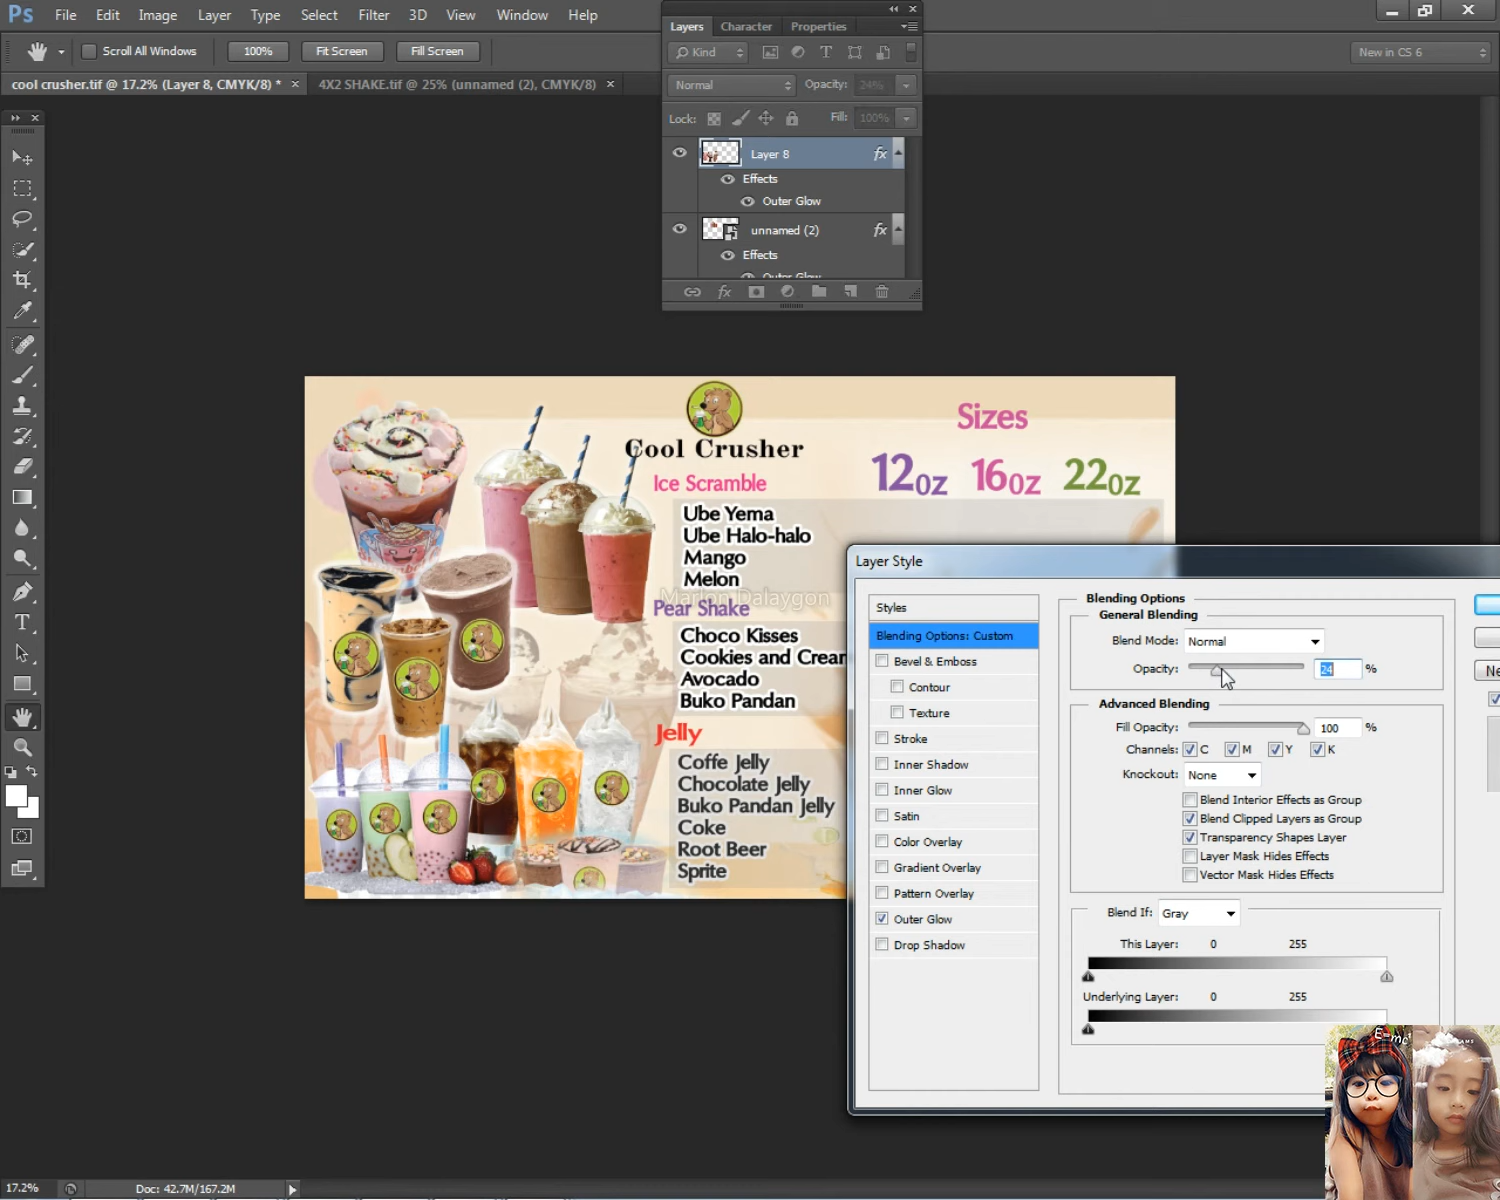 Ps File Edit Image Layer Type Select Filter 3D View Window Help
Scroll All Windows 100% Fit Screen Fill Screen
New in CS 6
cool crusher.tif @ 17.2% (Layer 8, CMYK/8) * × 4X2 SHAKE.tif @ 25% (unnamed (2), CMYK/8) ×
Layers Character Properties
Kind
Normal Opacity: 24%
Lock: Fill: 100%
Layer 8 fx
Effects
Outer Glow
unnamed (2) fx
Effects
Outer Glow
Cool Crusher
Sizes
12oz 16oz 22oz
Ice Scramble
Ube Yema
Ube Halo-halo
Mango
Melon
Marlon Dalaygon
Pear Shake
Choco Kisses
Cookies and Crear
Avocado
Buko Pandan
Jelly
Coffe Jelly
Chocolate Jelly
Buko Pandan Jelly
Coke
Root Beer
Sprite
Layer Style
Styles
Blending Options: Custom
Bevel & Emboss
Contour
Texture
Stroke
Inner Shadow
Inner Glow
Satin
Color Overlay
Gradient Overlay
Pattern Overlay
Outer Glow
Drop Shadow
Blending Options
General Blending
Blend Mode: Normal
Opacity: 24 %
Advanced Blending
Fill Opacity: 100 %
Channels: C M Y K
Knockout: None
Blend Interior Effects as Group
Blend Clipped Layers as Group
Transparency Shapes Layer
Layer Mask Hides Effects
Vector Mask Hides Effects
Blend If: Gray
This Layer: 0 255
Underlying Layer: 0 255
Ne
E=mc²
17.2% Doc: 42.7M/167.2M